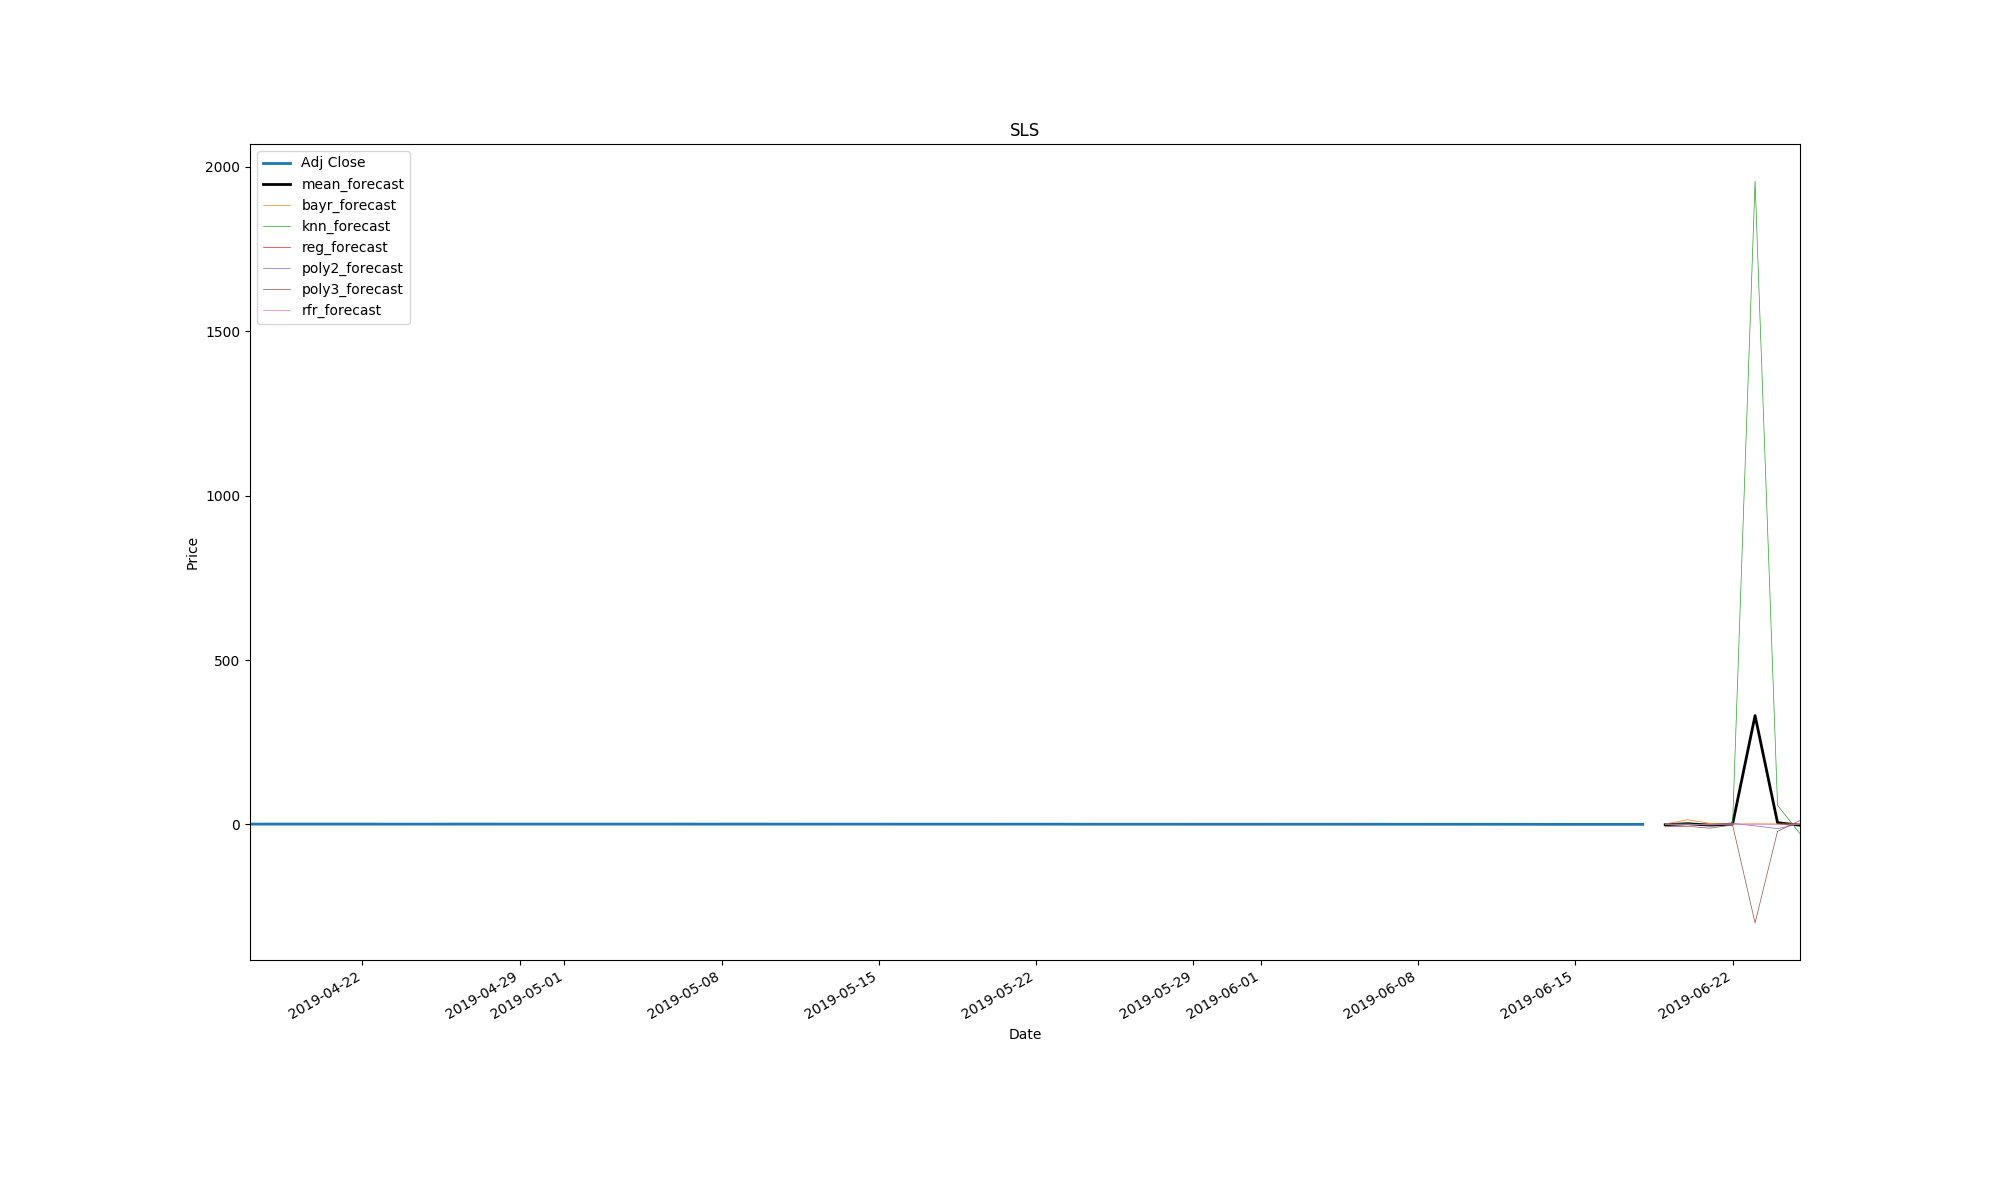 SLS
Adj Close
mean_forecast
bayr_forecast
knn_forecast
reg_forecast
poly2_forecast
poly3_forecast
rfr_forecast
2000
1500
1000
500
0
Price
2019-04-22
2019-04-29
2019-05-01
2019-05-08
2019-05-15
2019-05-22
2019-05-29
2019-06-01
2019-06-08
2019-06-15
2019-06-22
Date